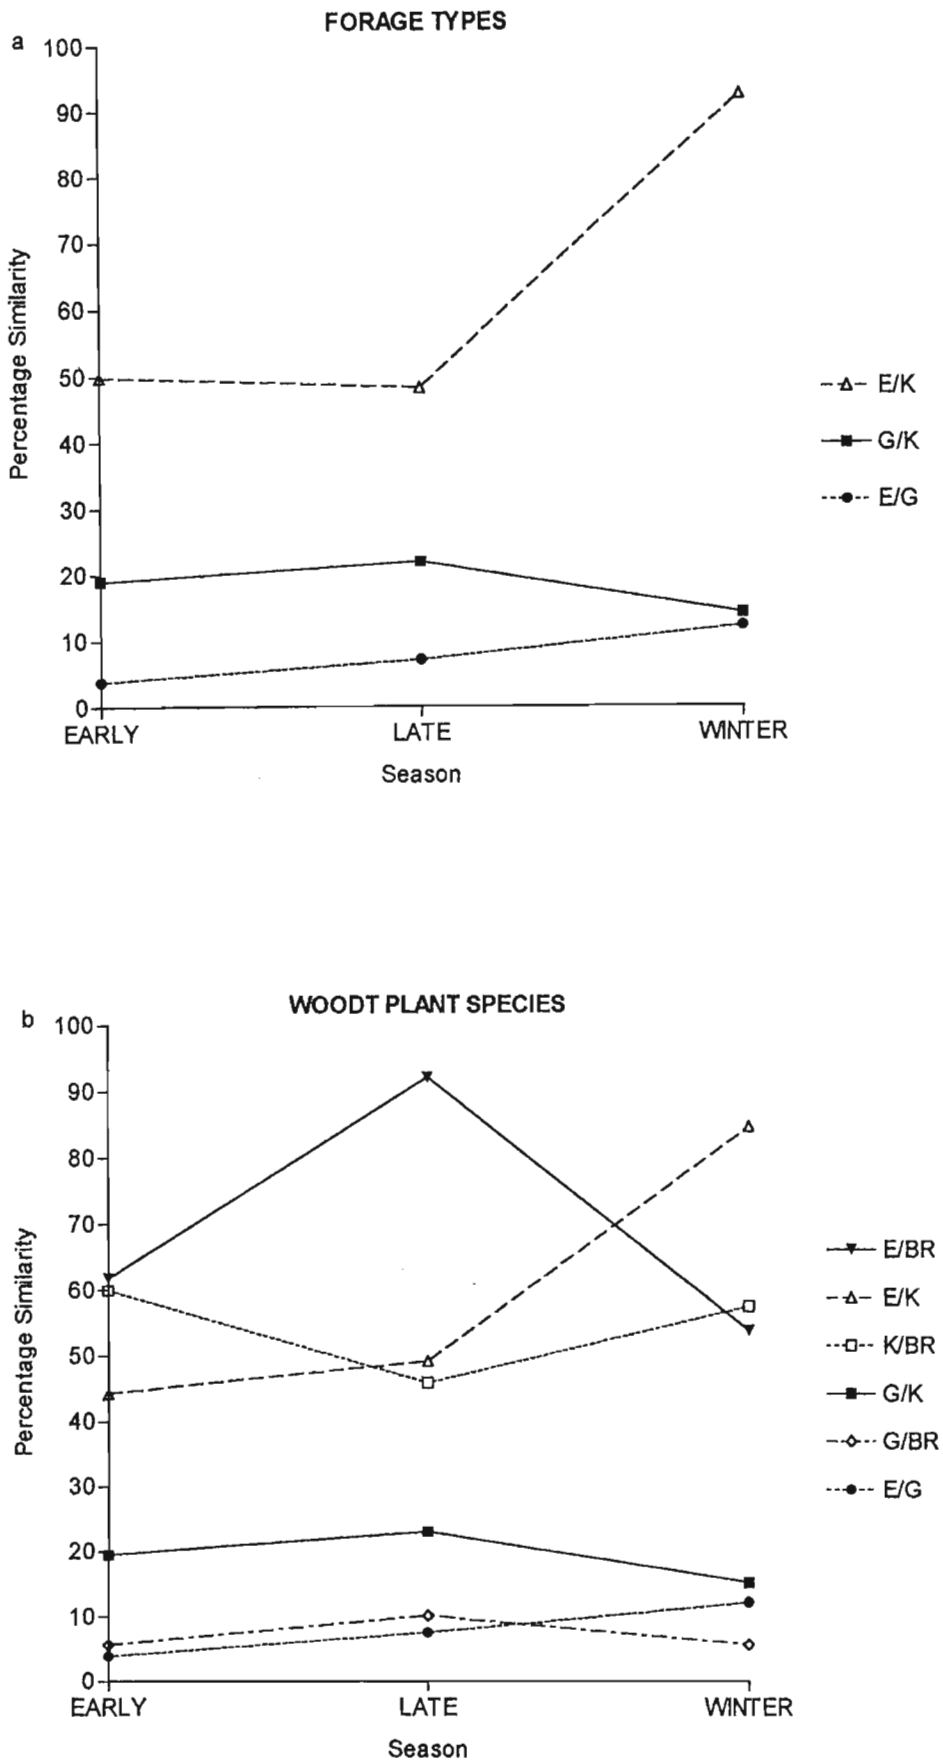 FORAGE TYPES
a
100
90
80
70
60
50
40
30
20
10
0
Percentage Similarity
EARLY LATE WINTER
Season
E/K
G/K
E/G
WOODT PLANT SPECIES
b
100
90
80
70
60
50
40
30
20
10
0
Percentage Similarity
EARLY LATE WINTER
Season
E/BR
E/K
K/BR
G/K
G/BR
E/G